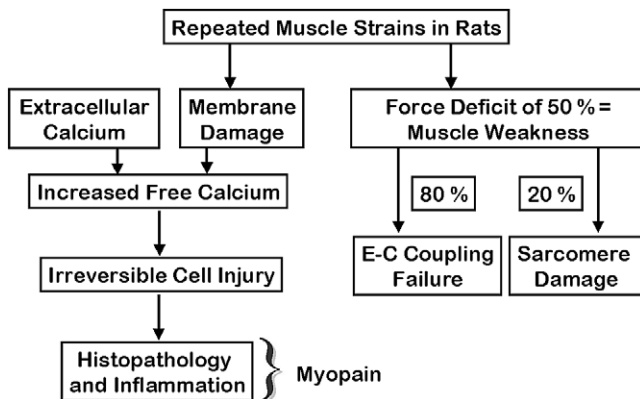 Repeated Muscle Strains in Rats
Extracellular
Calcium
Membrane
Damage
Force Deficit of 50 % =
Muscle Weakness
Increased Free Calcium
80 %
20 %
Irreversible Cell Injury
E-C Coupling
Failure
Sarcomere
Damage
Histopathology
and Inflammation
Myopain